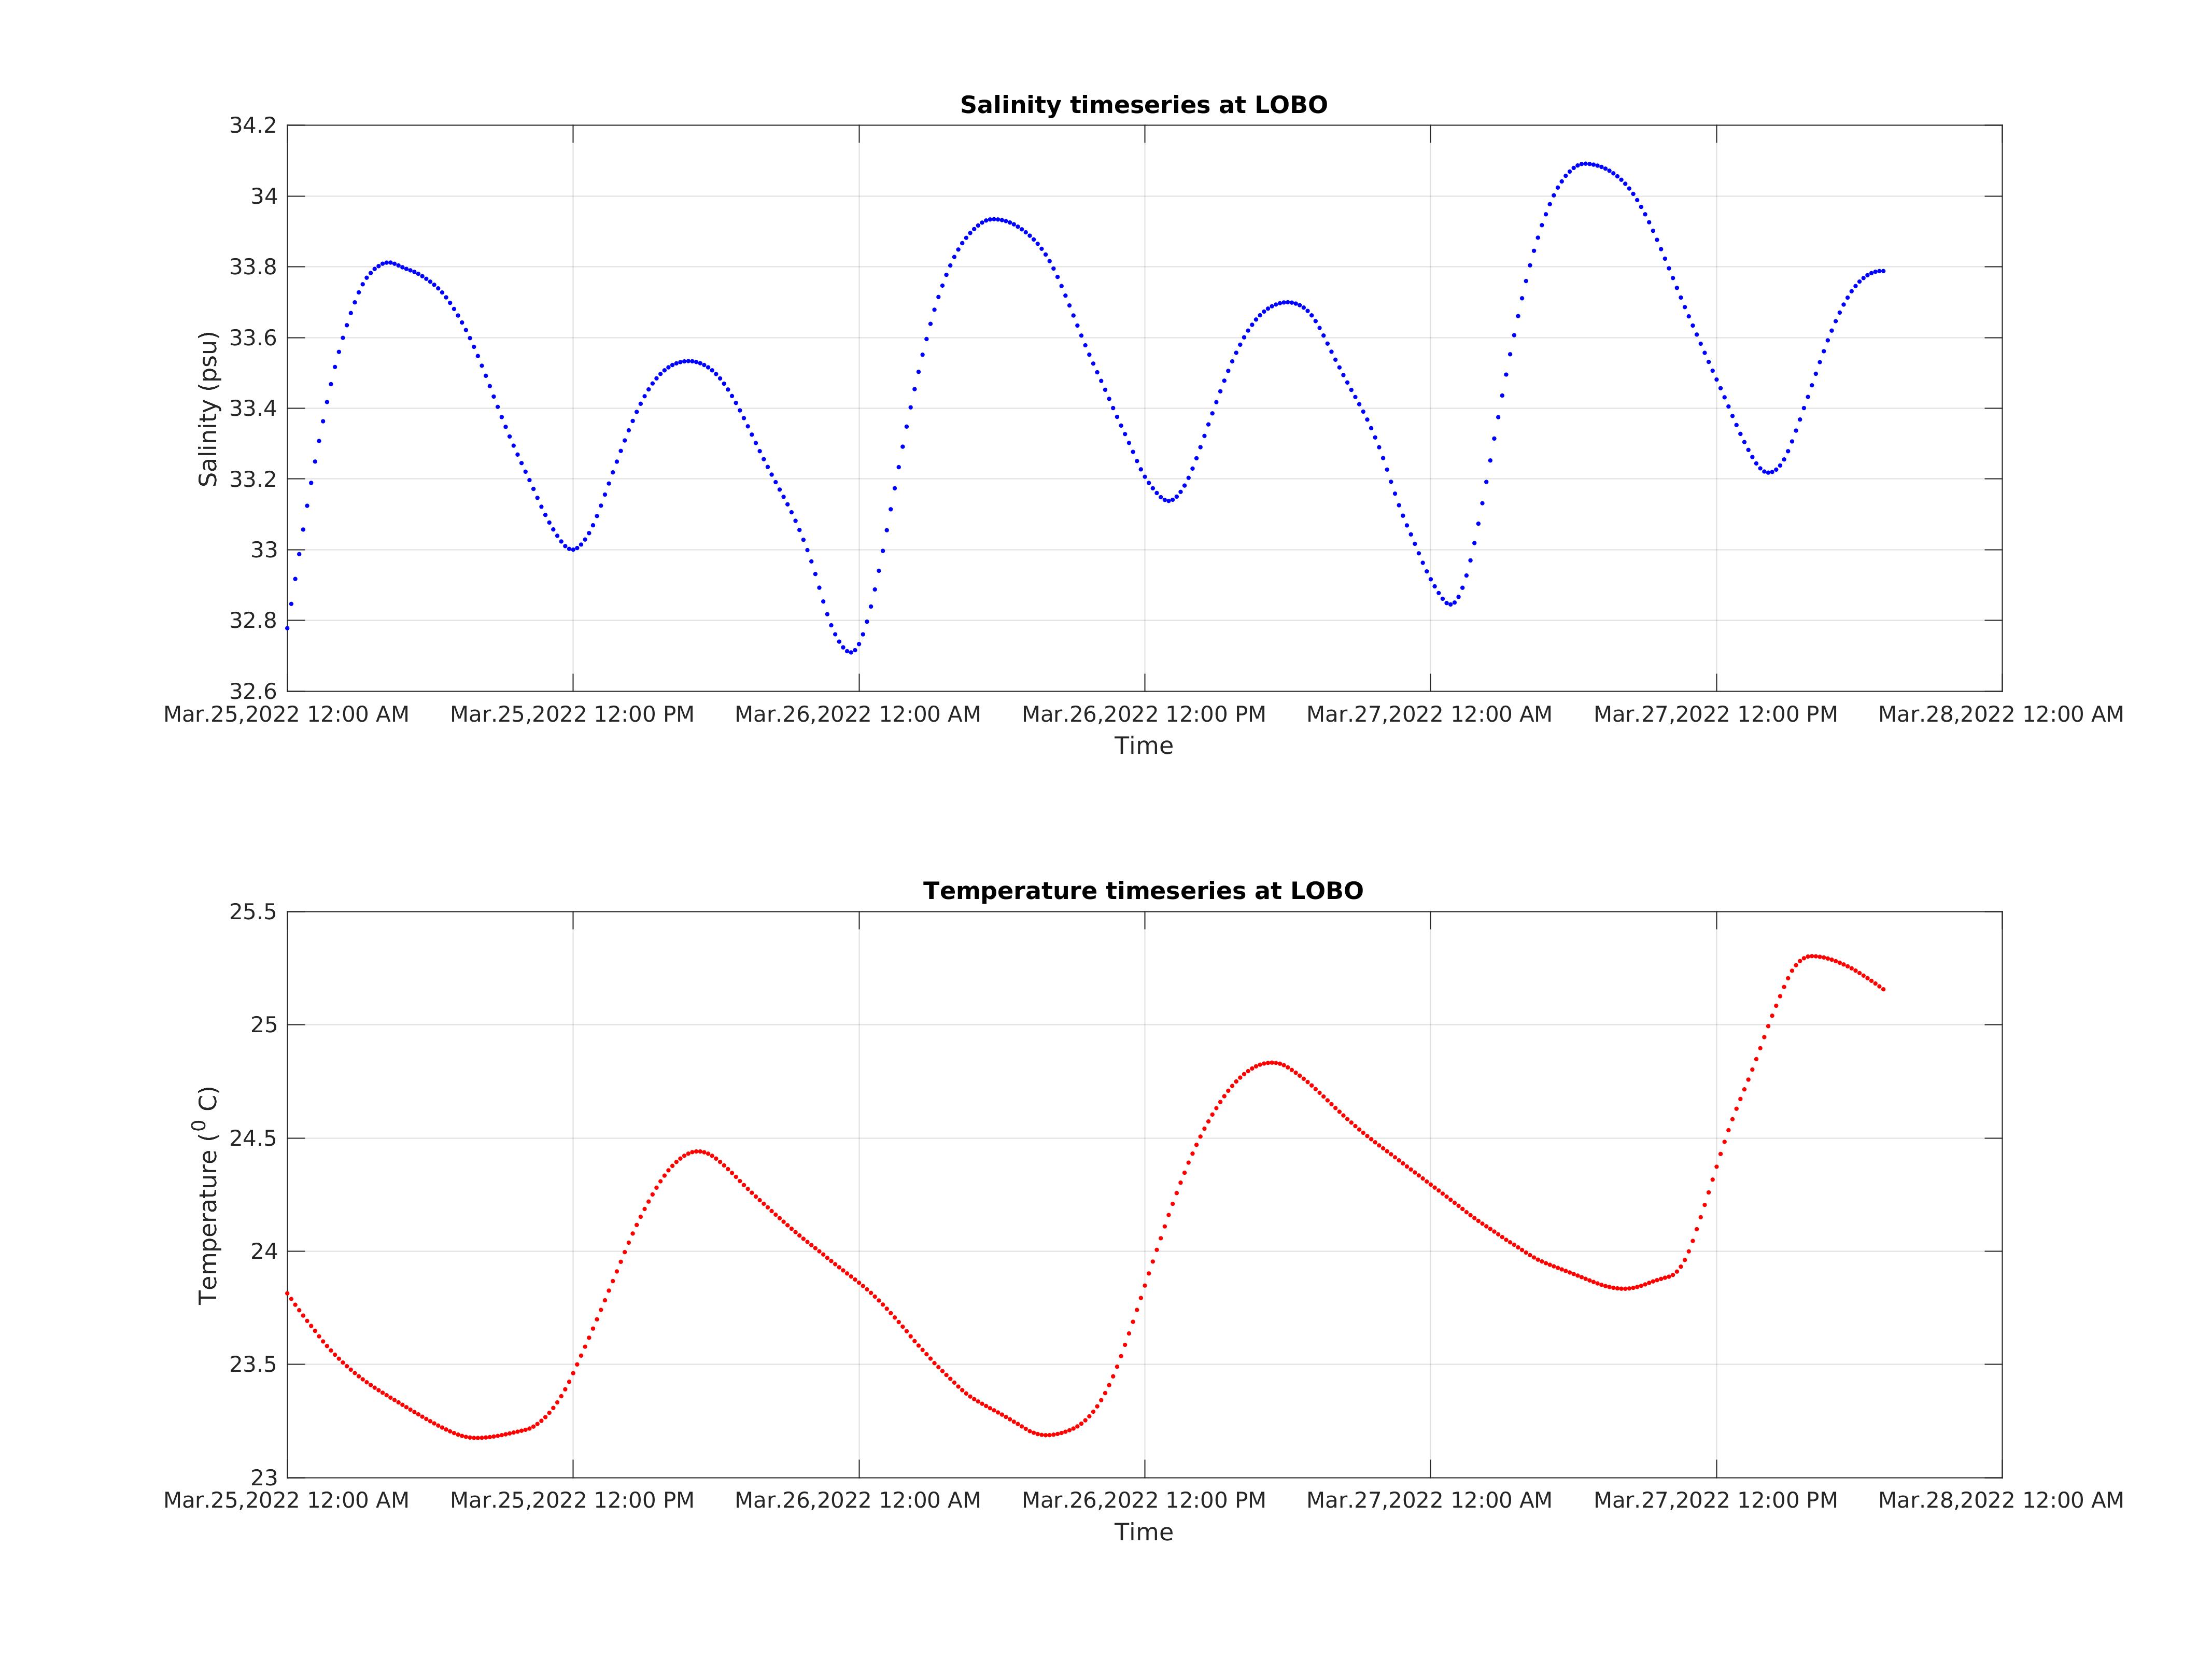 Salinity timeseries at LOBO
34.2
34
33.8
33.6
33.4
33.2
33
32.8
32.6
Salinity (psu)
Mar.25,2022 12:00 AM Mar.25,2022 12:00 PM Mar.26,2022 12:00 AM Mar.26,2022 12:00 PM Mar.27,2022 12:00 AM Mar.27,2022 12:00 PM Mar.28,2022 12:00 AM
Time
Temperature timeseries at LOBO
25.5
25
24.5
24
23.5
23
Temperature (⁰ C)
Mar.25,2022 12:00 AM Mar.25,2022 12:00 PM Mar.26,2022 12:00 AM Mar.26,2022 12:00 PM Mar.27,2022 12:00 AM Mar.27,2022 12:00 PM Mar.28,2022 12:00 AM
Time